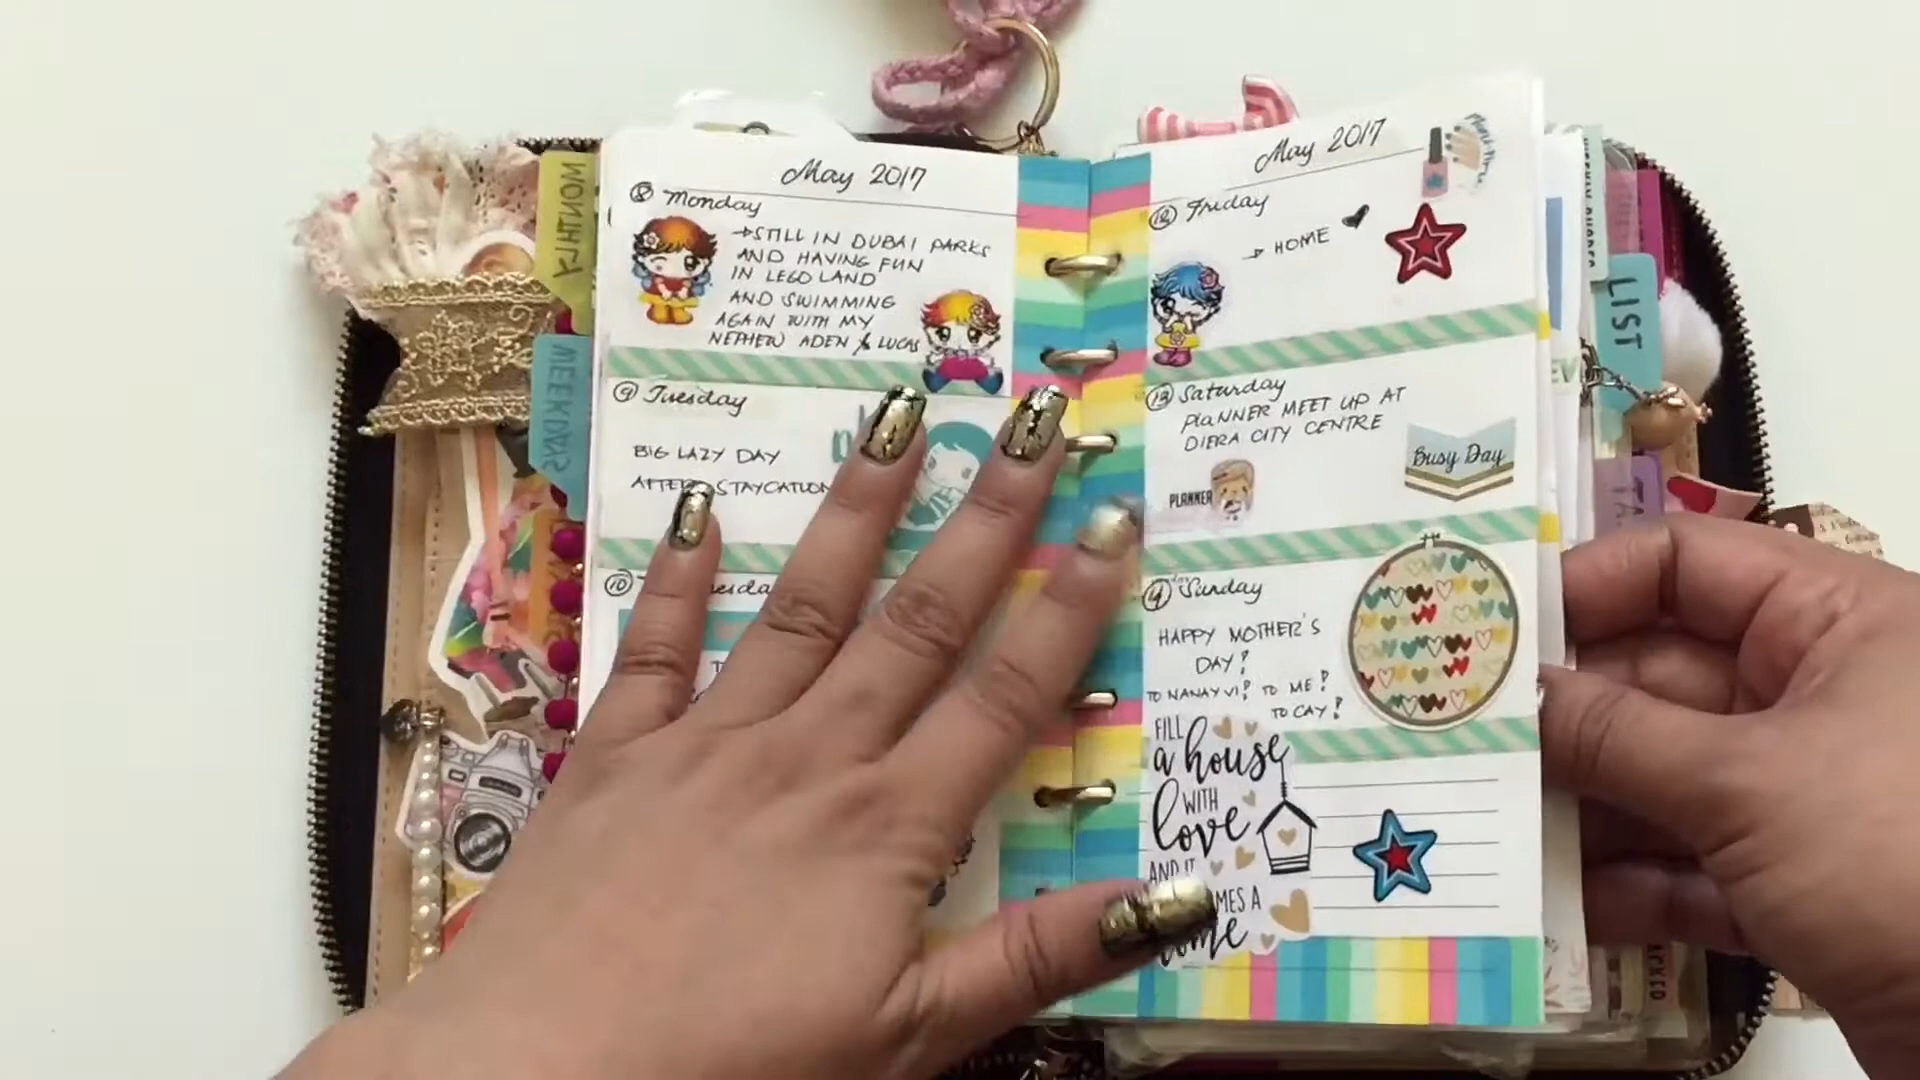 May 2017
8 Monday
→STILL IN DUBAI PARKS
AND HAVING FUN
IN LEGO LAND
AND SWIMMING
AGAIN WITH MY
NEPHEW ADEN & LUCAS
9 Tuesday
BIG LAZY DAY
AFTER STAYCATION
10
May 2017
12 Friday
→ HOME
13 Saturday
PLANNER MEET UP AT
DIERA CITY CENTRE
Busy Day
PLANNER
14 Sunday
HAPPY MOTHER'S
DAY!
TO NANAY VI! TO ME!
TO CAY!
FILL
a house
WITH
love
AND IT
A
MONTHLY
WEEKDAYS
LIST